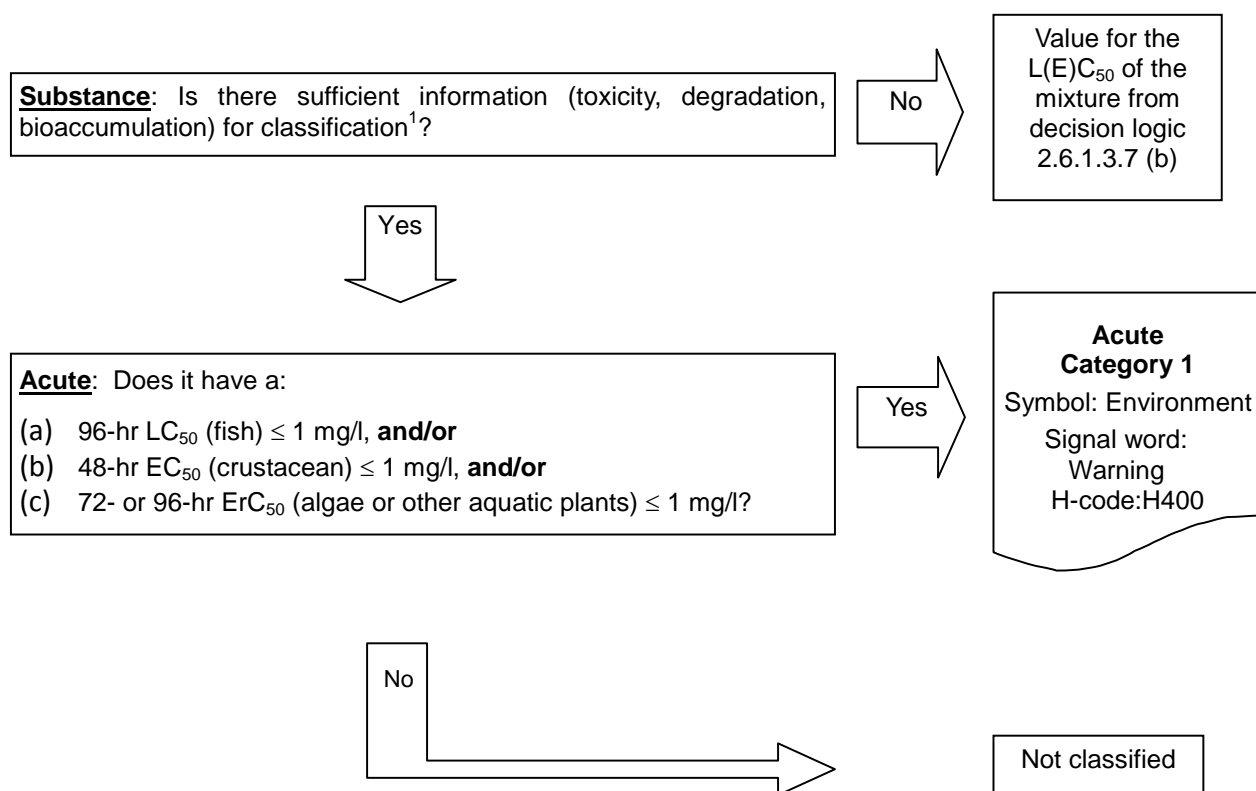 Substance: Is there sufficient information (toxicity, degradation,
bioaccumulation) for classification¹?
No
Value for the
L(E)C₅₀ of the
mixture from
decision logic
2.6.1.3.7 (b)
Yes
Acute: Does it have a:
(a) 96-hr LC₅₀ (fish) ≤ 1 mg/l, and/or
(b) 48-hr EC₅₀ (crustacean) ≤ 1 mg/l, and/or
(c) 72- or 96-hr ErC₅₀ (algae or other aquatic plants) ≤ 1 mg/l?
Yes
Acute
Category 1
Symbol: Environment
Signal word:
Warning
H-code:H400
No
Not classified